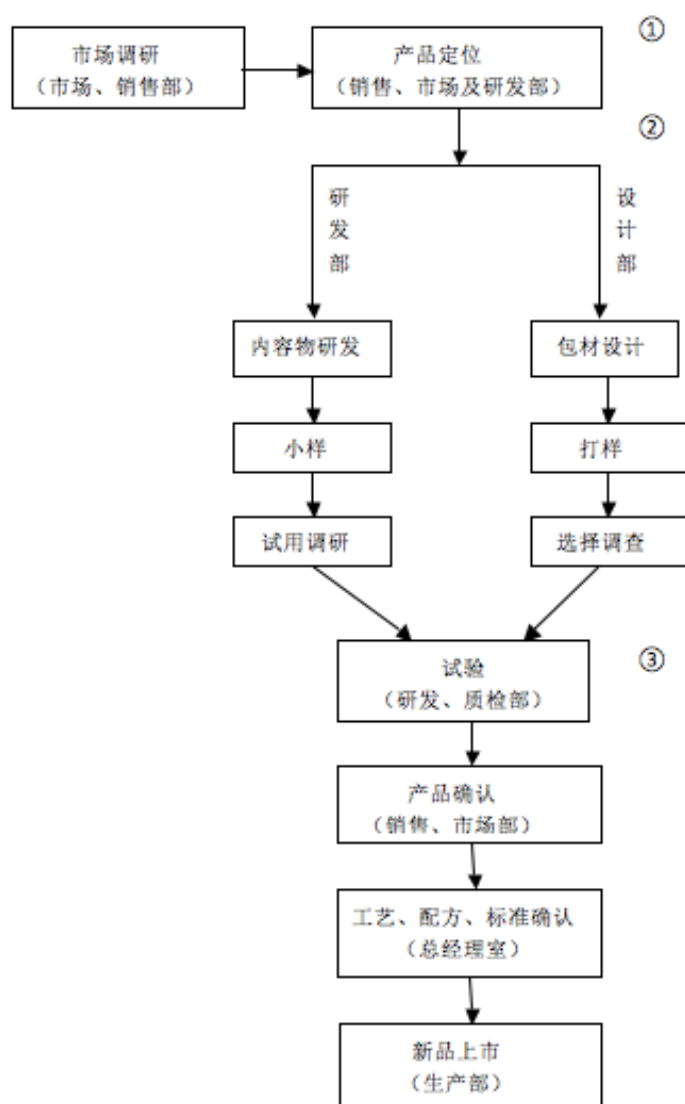 市场调研
（市场、销售部）
产品定位
（销售、市场及研发部）
①
②
研发部
设计部
内容物研发
包材设计
小样
打样
试用调研
选择调查
试验
（研发、质检部）
③
产品确认
（销售、市场部）
工艺、配方、标准确认
（总经理室）
新品上市
（生产部）